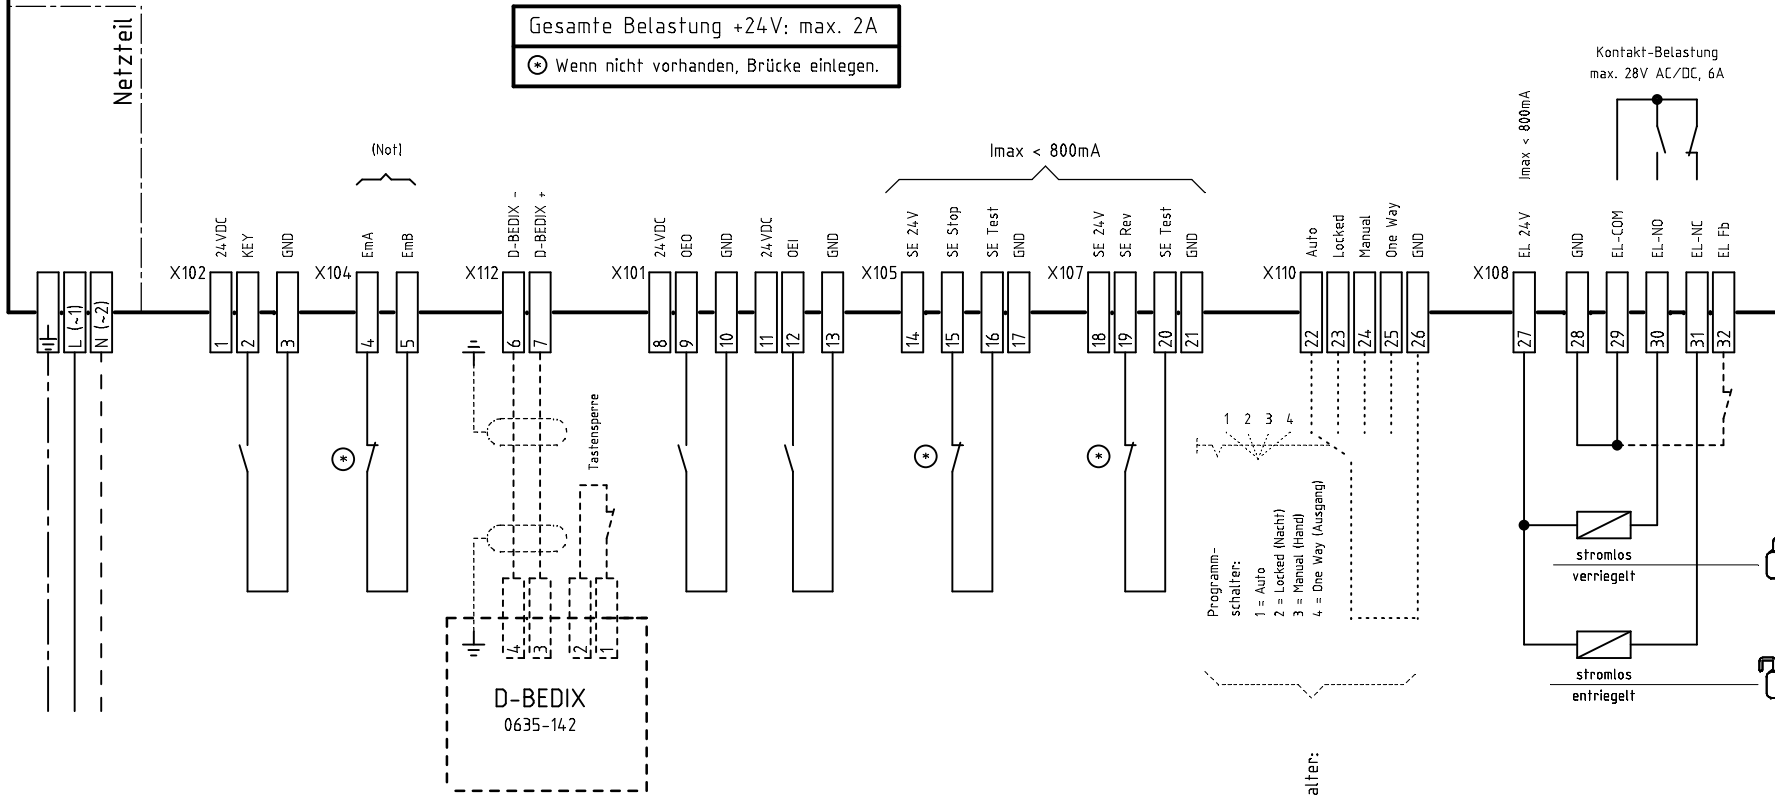 Gesamte Belastung +24V: max. 2A
* Wenn nicht vorhanden, Brücke einlegen.
Netzteil
Kontakt-Belastung
max. 28V AC/DC, 6A
(Not)
Imax < 800mA
Imax < 800mA
L (~1)
N (~2)
X102
24VDC
KEY
GND
1
2
3
X104
EmA
EmB
4
5
*
X112
D-BEDIX -
D-BEDIX +
6
7
X101
24VDC
OEO
GND
24VDC
OEI
GND
8
9
10
11
12
13
X105
SE 24V
SE Stop
SE Test
GND
14
15
16
17
*
X107
SE 24V
SE Rev
SE Test
GND
18
19
20
21
*
X110
Auto
Locked
Manual
One Way
GND
22
23
24
25
26
X108
EL 24V
GND
EL-COM
EL-NO
EL-NC
EL Fb
27
28
29
30
31
32
Tastensperre
1 2 3 4
Programm-
schalter:
1 = Auto
2 = Locked (Nacht)
3 = Manual (Hand)
4 = One Way (Ausgang)
stromlos
verriegelt
stromlos
entriegelt
4
3
2
1
D-BEDIX
0635-142
alter: